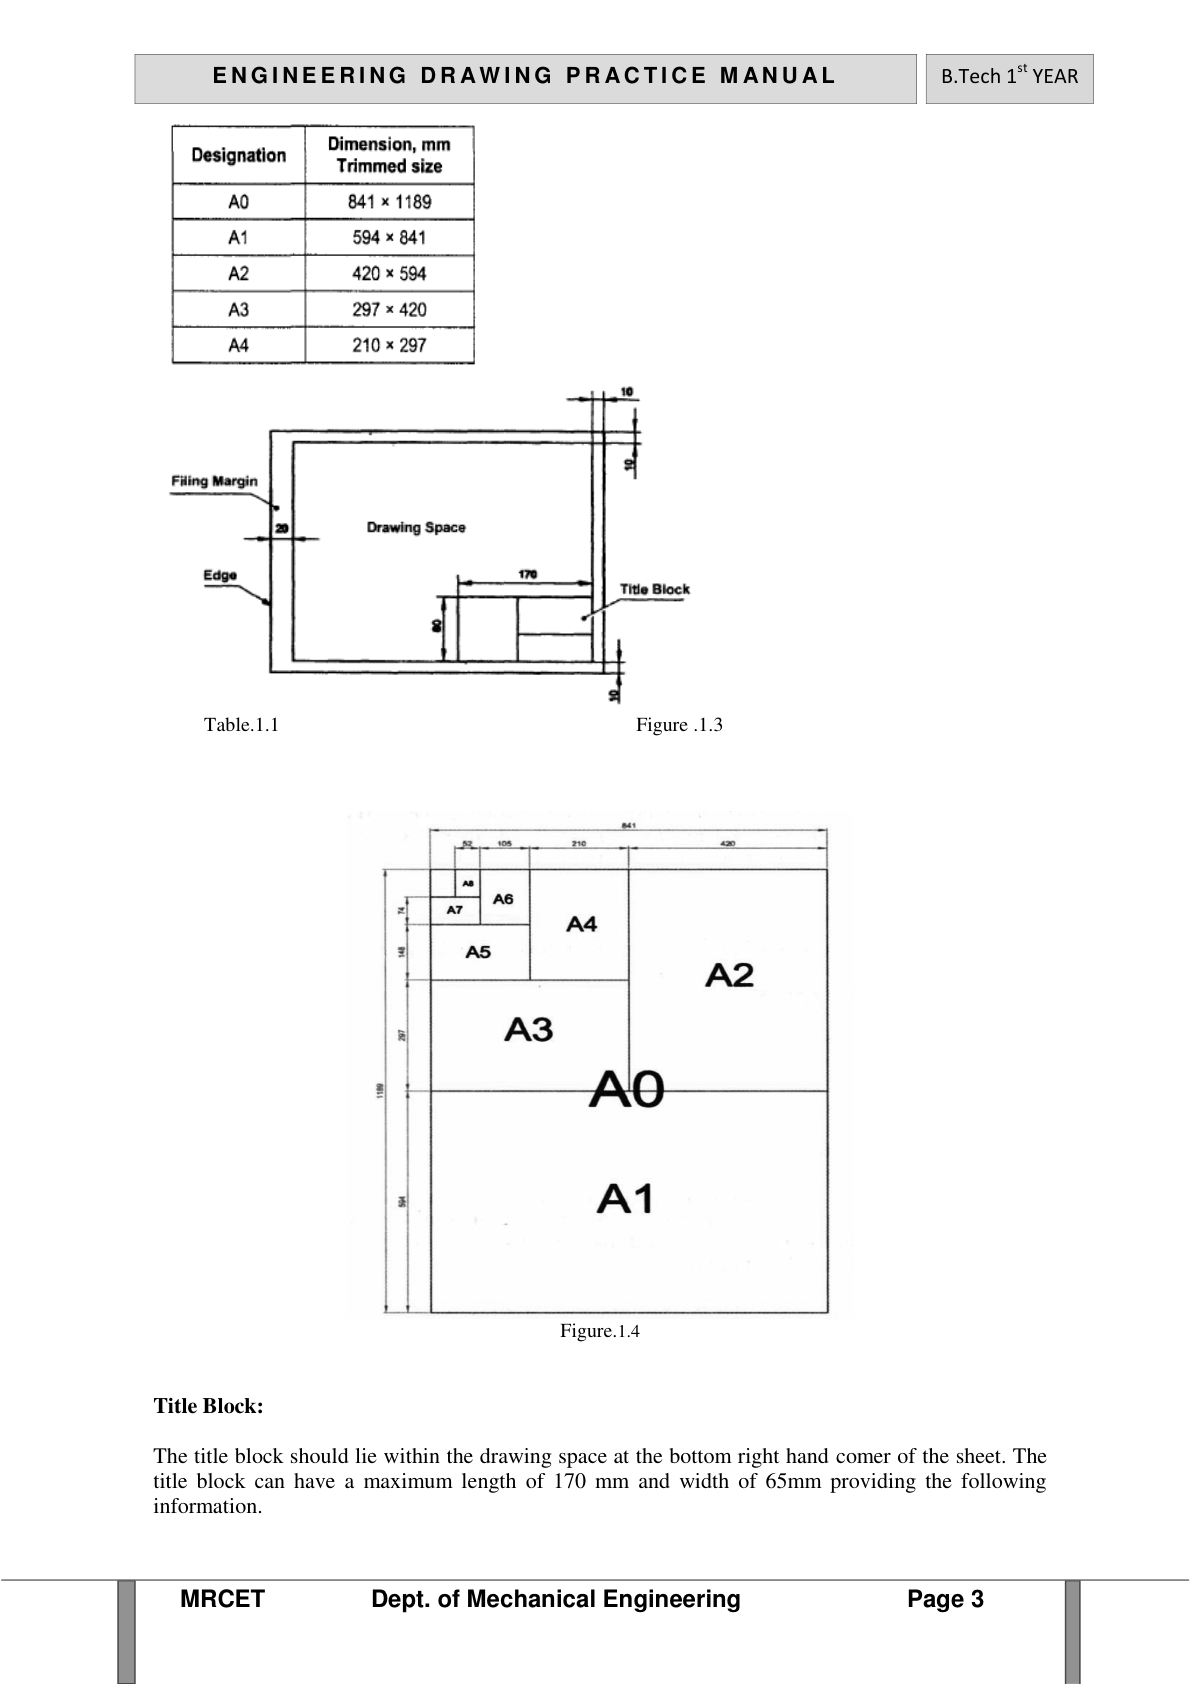 ENGINEERING DRAWING PRACTICE MANUAL
B.Tech 1st YEAR
Designation
Dimension, mm
Trimmed size
A0
841 × 1189
A1
594 × 841
A2
420 × 594
A3
297 × 420
A4
210 × 297
10
10
Filing Margin
20
Drawing Space
Edge
170
Title Block
10
Table.1.1
Figure .1.3
841
52
105
210
420
A8
A7
A6
74
A4
148
A5
A2
297
A3
1189
A0
594
A1
Figure.1.4
Title Block:
The title block should lie within the drawing space at the bottom right hand comer of the sheet. The
title block can have a maximum length of 170 mm and width of 65mm providing the following
information.
MRCET
Dept. of Mechanical Engineering
Page 3